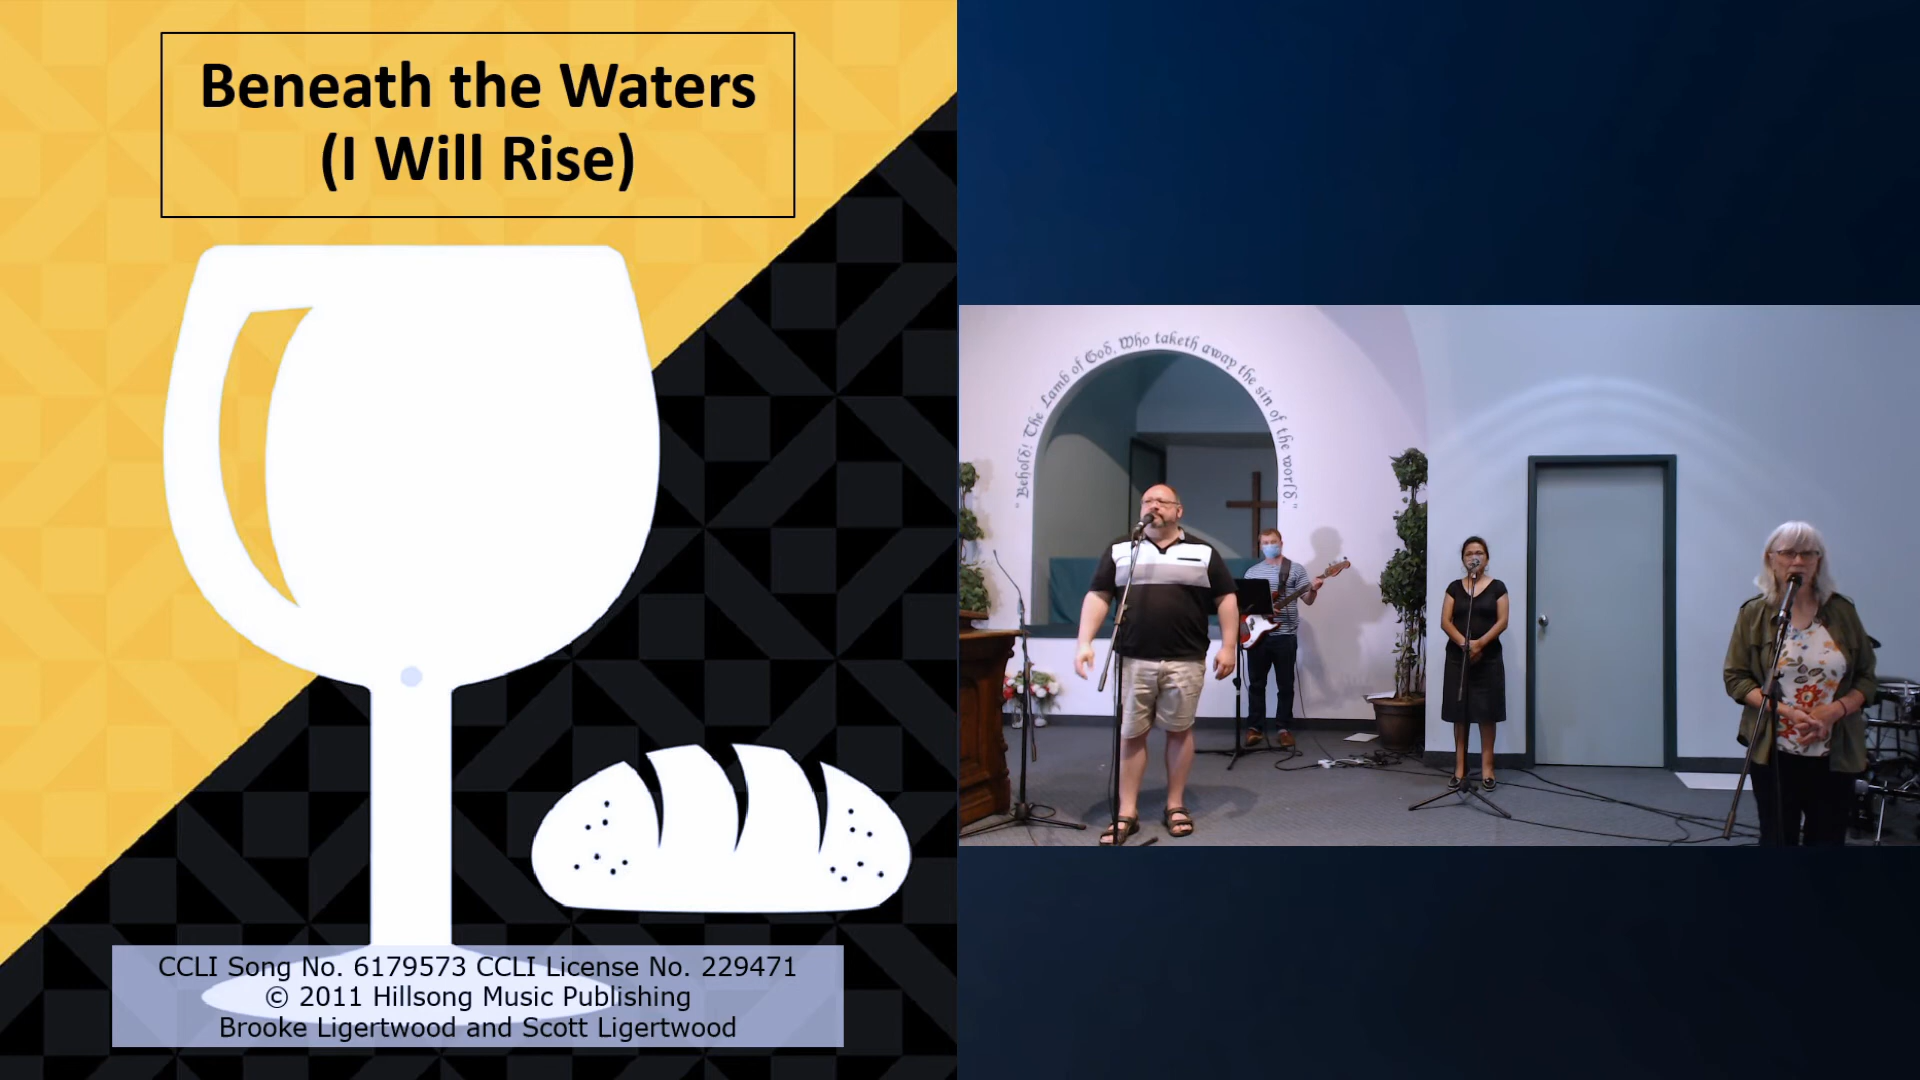 Beneath the Waters
(I Will Rise)
CCLI Song No. 6179573 CCLI License No. 229471
© 2011 Hillsong Music Publishing
Brooke Ligertwood and Scott Ligertwood
"Behold! The Lamb of God, Who taketh away the sin of the world."